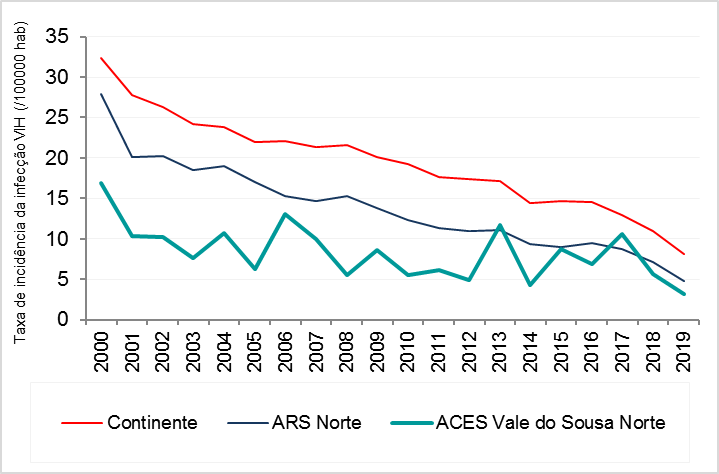 Taxa de incidência da infecção VIH (/100000 hab)
35
30
25
20
15
10
5
0
2000 2001 2002 2003 2004 2005 2006 2007 2008 2009 2010 2011 2012 2013 2014 2015 2016 2017 2018 2019
Continente ARS Norte ACES Vale do Sousa Norte